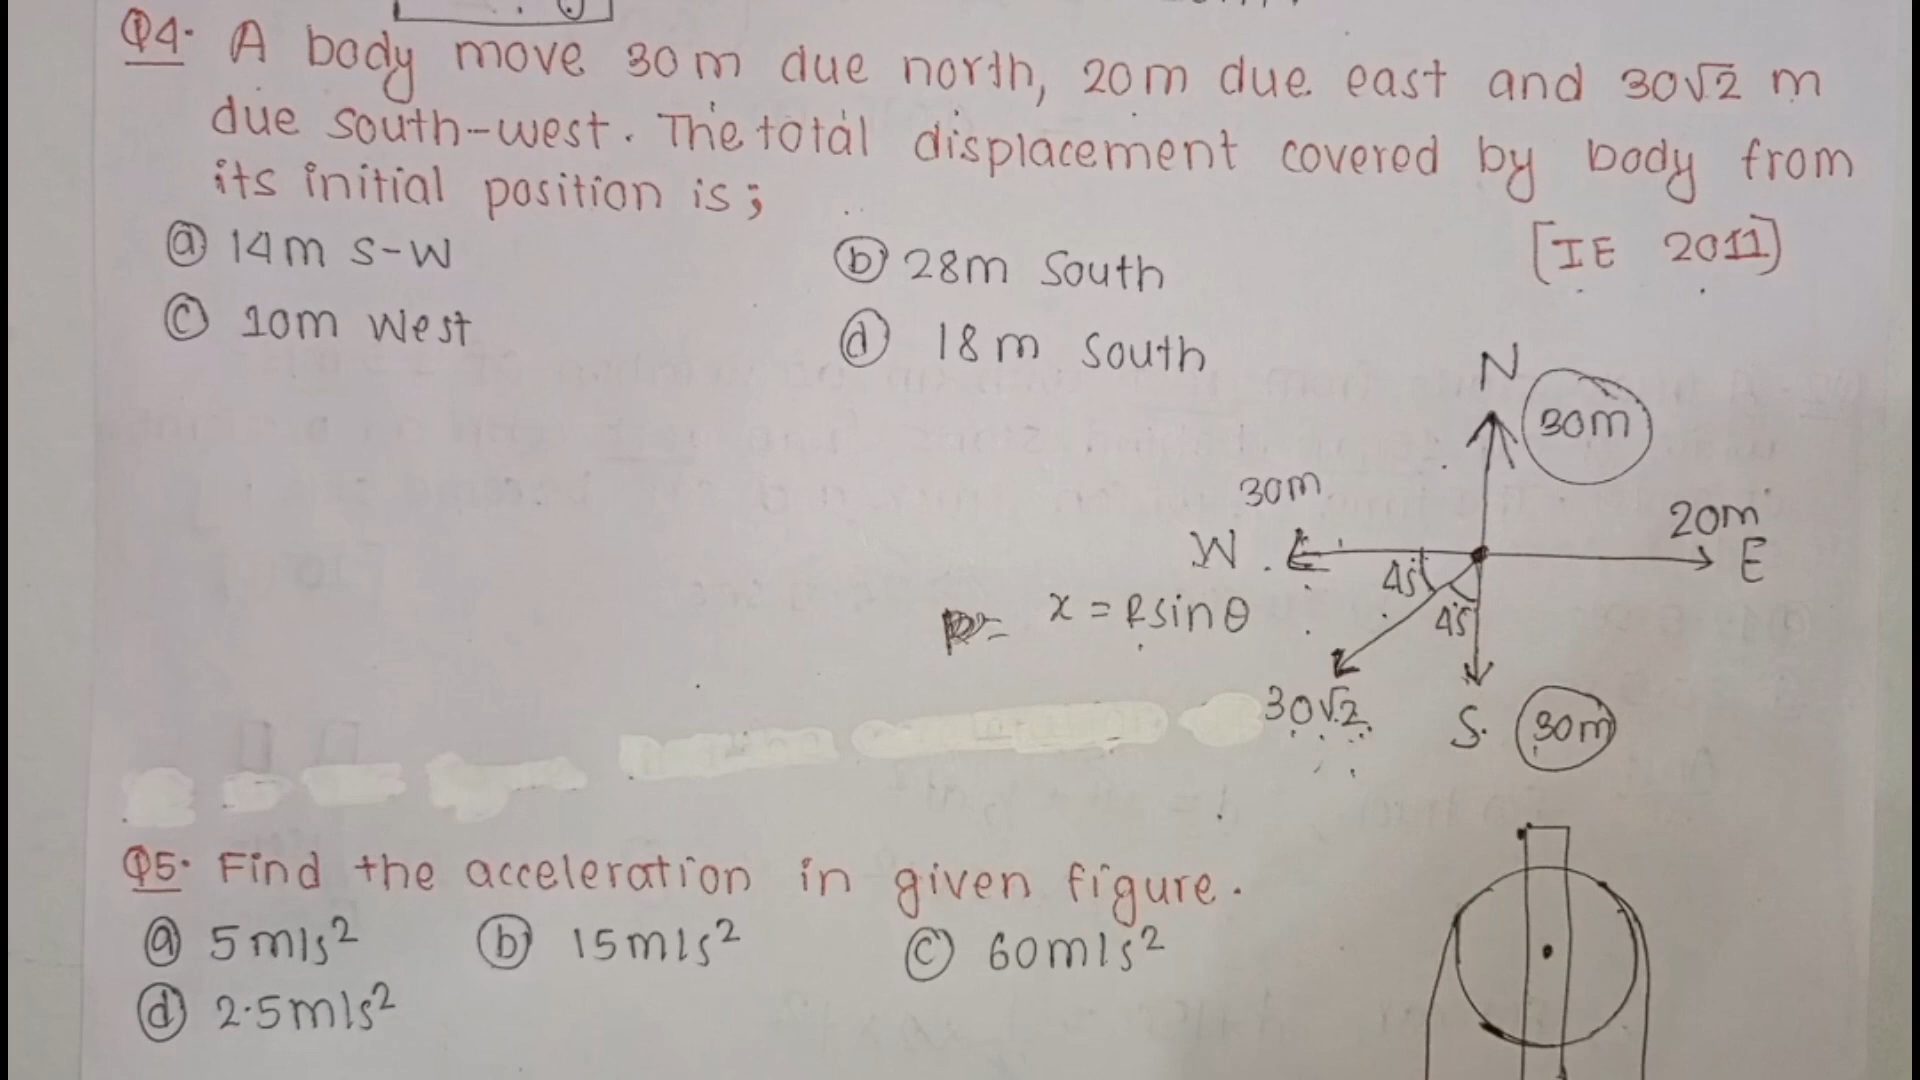 Q4. A body move 30m due north, 20m due east and 30√2 m
due south-west. The total displacement covered by body from
its initial position is;
[IE 2011]
ⓐ 14m S-W
ⓑ 28m South
ⓒ 10m West
ⓓ 18m South
N
30m
30m
20m
W
E
45
45
x = Rsinθ
30√2
S.
30m
Q5. Find the acceleration in given figure.
ⓐ 5m/s² ⓑ 15m/s² ⓒ 60m/s²
ⓓ 2.5m/s²